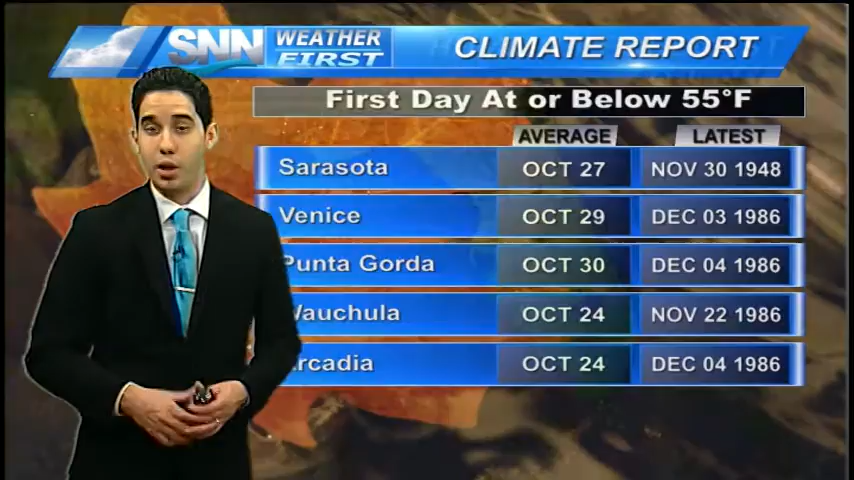 SNN WEATHER FIRST CLIMATE REPORT
First Day At or Below 55°F
AVERAGE LATEST
Sarasota OCT 27 NOV 30 1948
Venice OCT 29 DEC 03 1986
Punta Gorda OCT 30 DEC 04 1986
Wauchula OCT 24 NOV 22 1986
Arcadia OCT 24 DEC 04 1986